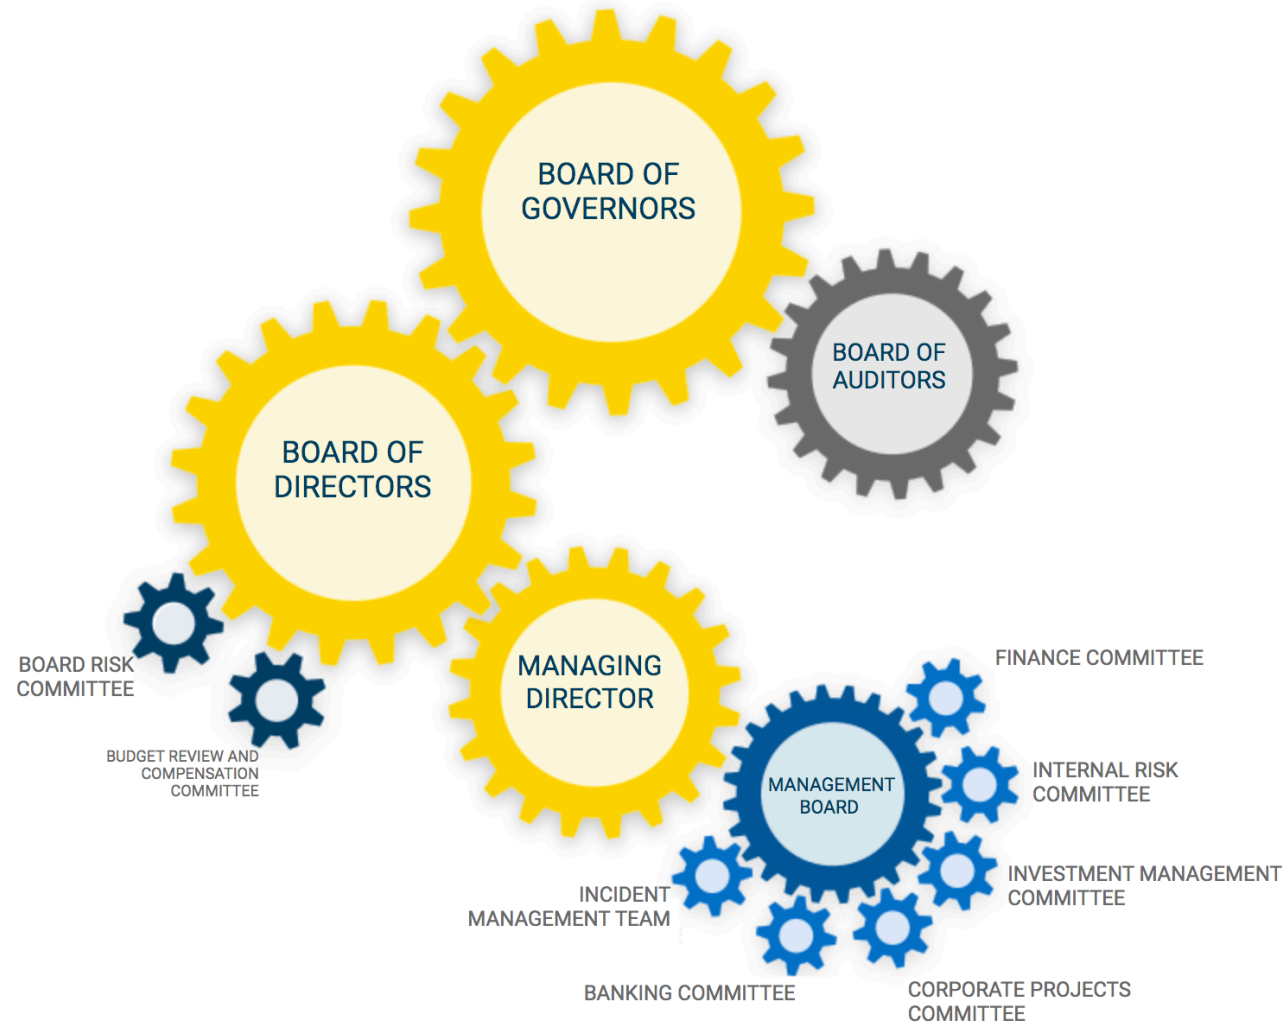 BOARD OF
GOVERNORS
BOARD OF
AUDITORS
BOARD OF
DIRECTORS
BOARD RISK
COMMITTEE
BUDGET REVIEW AND
COMPENSATION
COMMITTEE
MANAGING
DIRECTOR
MANAGEMENT
BOARD
FINANCE COMMITTEE
INTERNAL RISK
COMMITTEE
INVESTMENT MANAGEMENT
COMMITTEE
CORPORATE PROJECTS
COMMITTEE
BANKING COMMITTEE
INCIDENT
MANAGEMENT TEAM